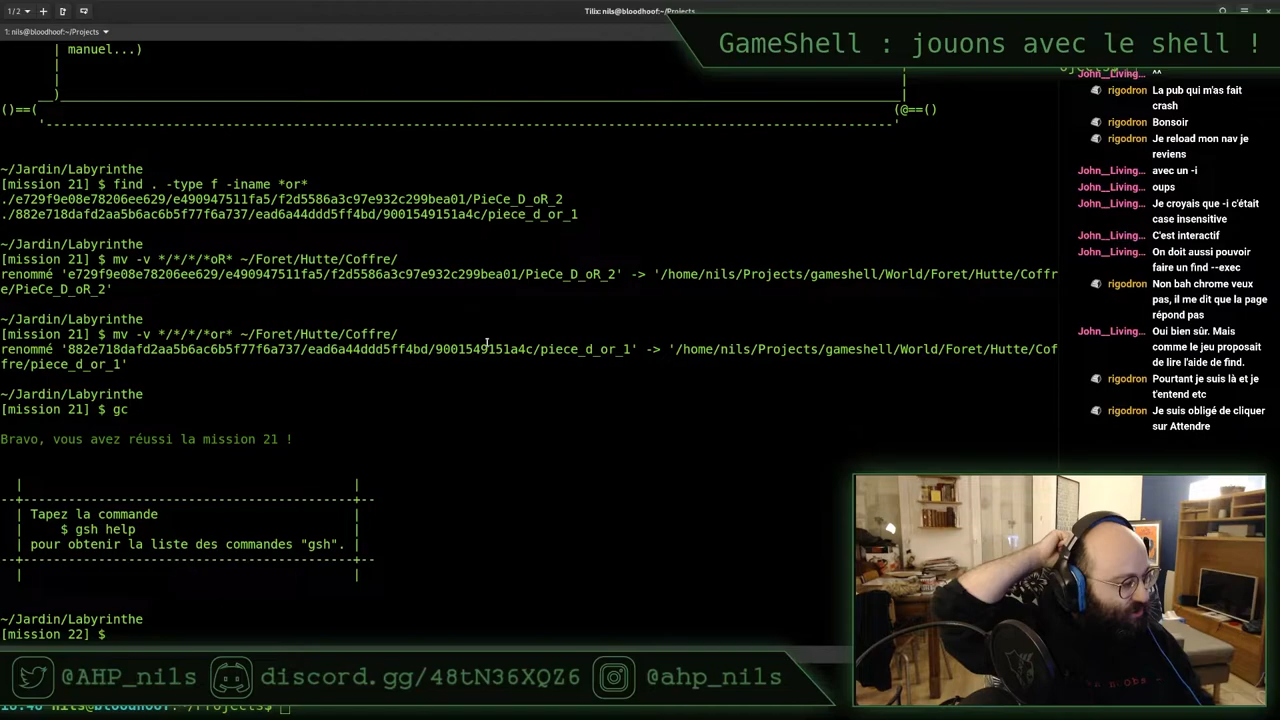 1/2
Tilix: nils@bloodhoof:~/Projects
1: nils@bloodhoof:~/Projects
GameShell : jouons avec le shell !
| manuel...)
|
|
__)__
()==( (@==()
'----'
~/Jardin/Labyrinthe
[mission 21] $ find . -type f -iname *or*
./e729f9e08e78206ee629/e490947511fa5/f2d5586a3c97e932c299bea01/PieCe_D_oR_2
./882e718dafd2aa5b6ac6b5f77f6a737/ead6a44ddd5ff4bd/9001549151a4c/piece_d_or_1
~/Jardin/Labyrinthe
[mission 21] $ mv -v */*/*/*oR* ~/Foret/Hutte/Coffre/
renommé 'e729f9e08e78206ee629/e490947511fa5/f2d5586a3c97e932c299bea01/PieCe_D_oR_2' -> '/home/nils/Projects/gameshell/World/Foret/Hutte/Coffr
e/PieCe_D_oR_2'
~/Jardin/Labyrinthe
[mission 21] $ mv -v */*/*/*or* ~/Foret/Hutte/Coffre/
renommé '882e718dafd2aa5b6ac6b5f77f6a737/ead6a44ddd5ff4bd/9001549151a4c/piece_d_or_1' -> '/home/nils/Projects/gameshell/World/Foret/Hutte/Cof
fre/piece_d_or_1'
~/Jardin/Labyrinthe
[mission 21] $ gc
Bravo, vous avez réussi la mission 21 !
Tapez la commande
$ gsh help
pour obtenir la liste des commandes "gsh".
~/Jardin/Labyrinthe
[mission 22] $
John__Living... ^^
rigodron La pub qui m'as fait
crash
rigodron Bonsoir
rigodron Je reload mon nav je
reviens
John__Living... avec un -i
John__Living... oups
John__Living... Je croyais que -i c'était
case insensitive
John__Living... C'est interactif
John__Living... On doit aussi pouvoir
faire un find --exec
rigodron Non bah chrome veux
pas, il me dit que la page
répond pas
John__Living... Oui bien sûr. Mais
comme le jeu proposait
de lire l'aide de find.
rigodron Pourtant je suis là et je
t'entend etc
rigodron Je suis obligé de cliquer
sur Attendre
@AHP_nils
discord.gg/48tN36XQZ6
@ahp_nils
nils@bloodhoof:~/Projects$